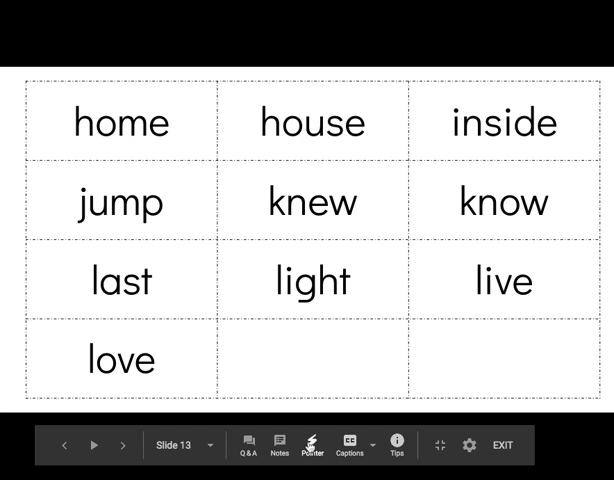 home house inside
jump knew know
last light live
love
Slide 13 Q & A Notes Pointer Captions Tips EXIT